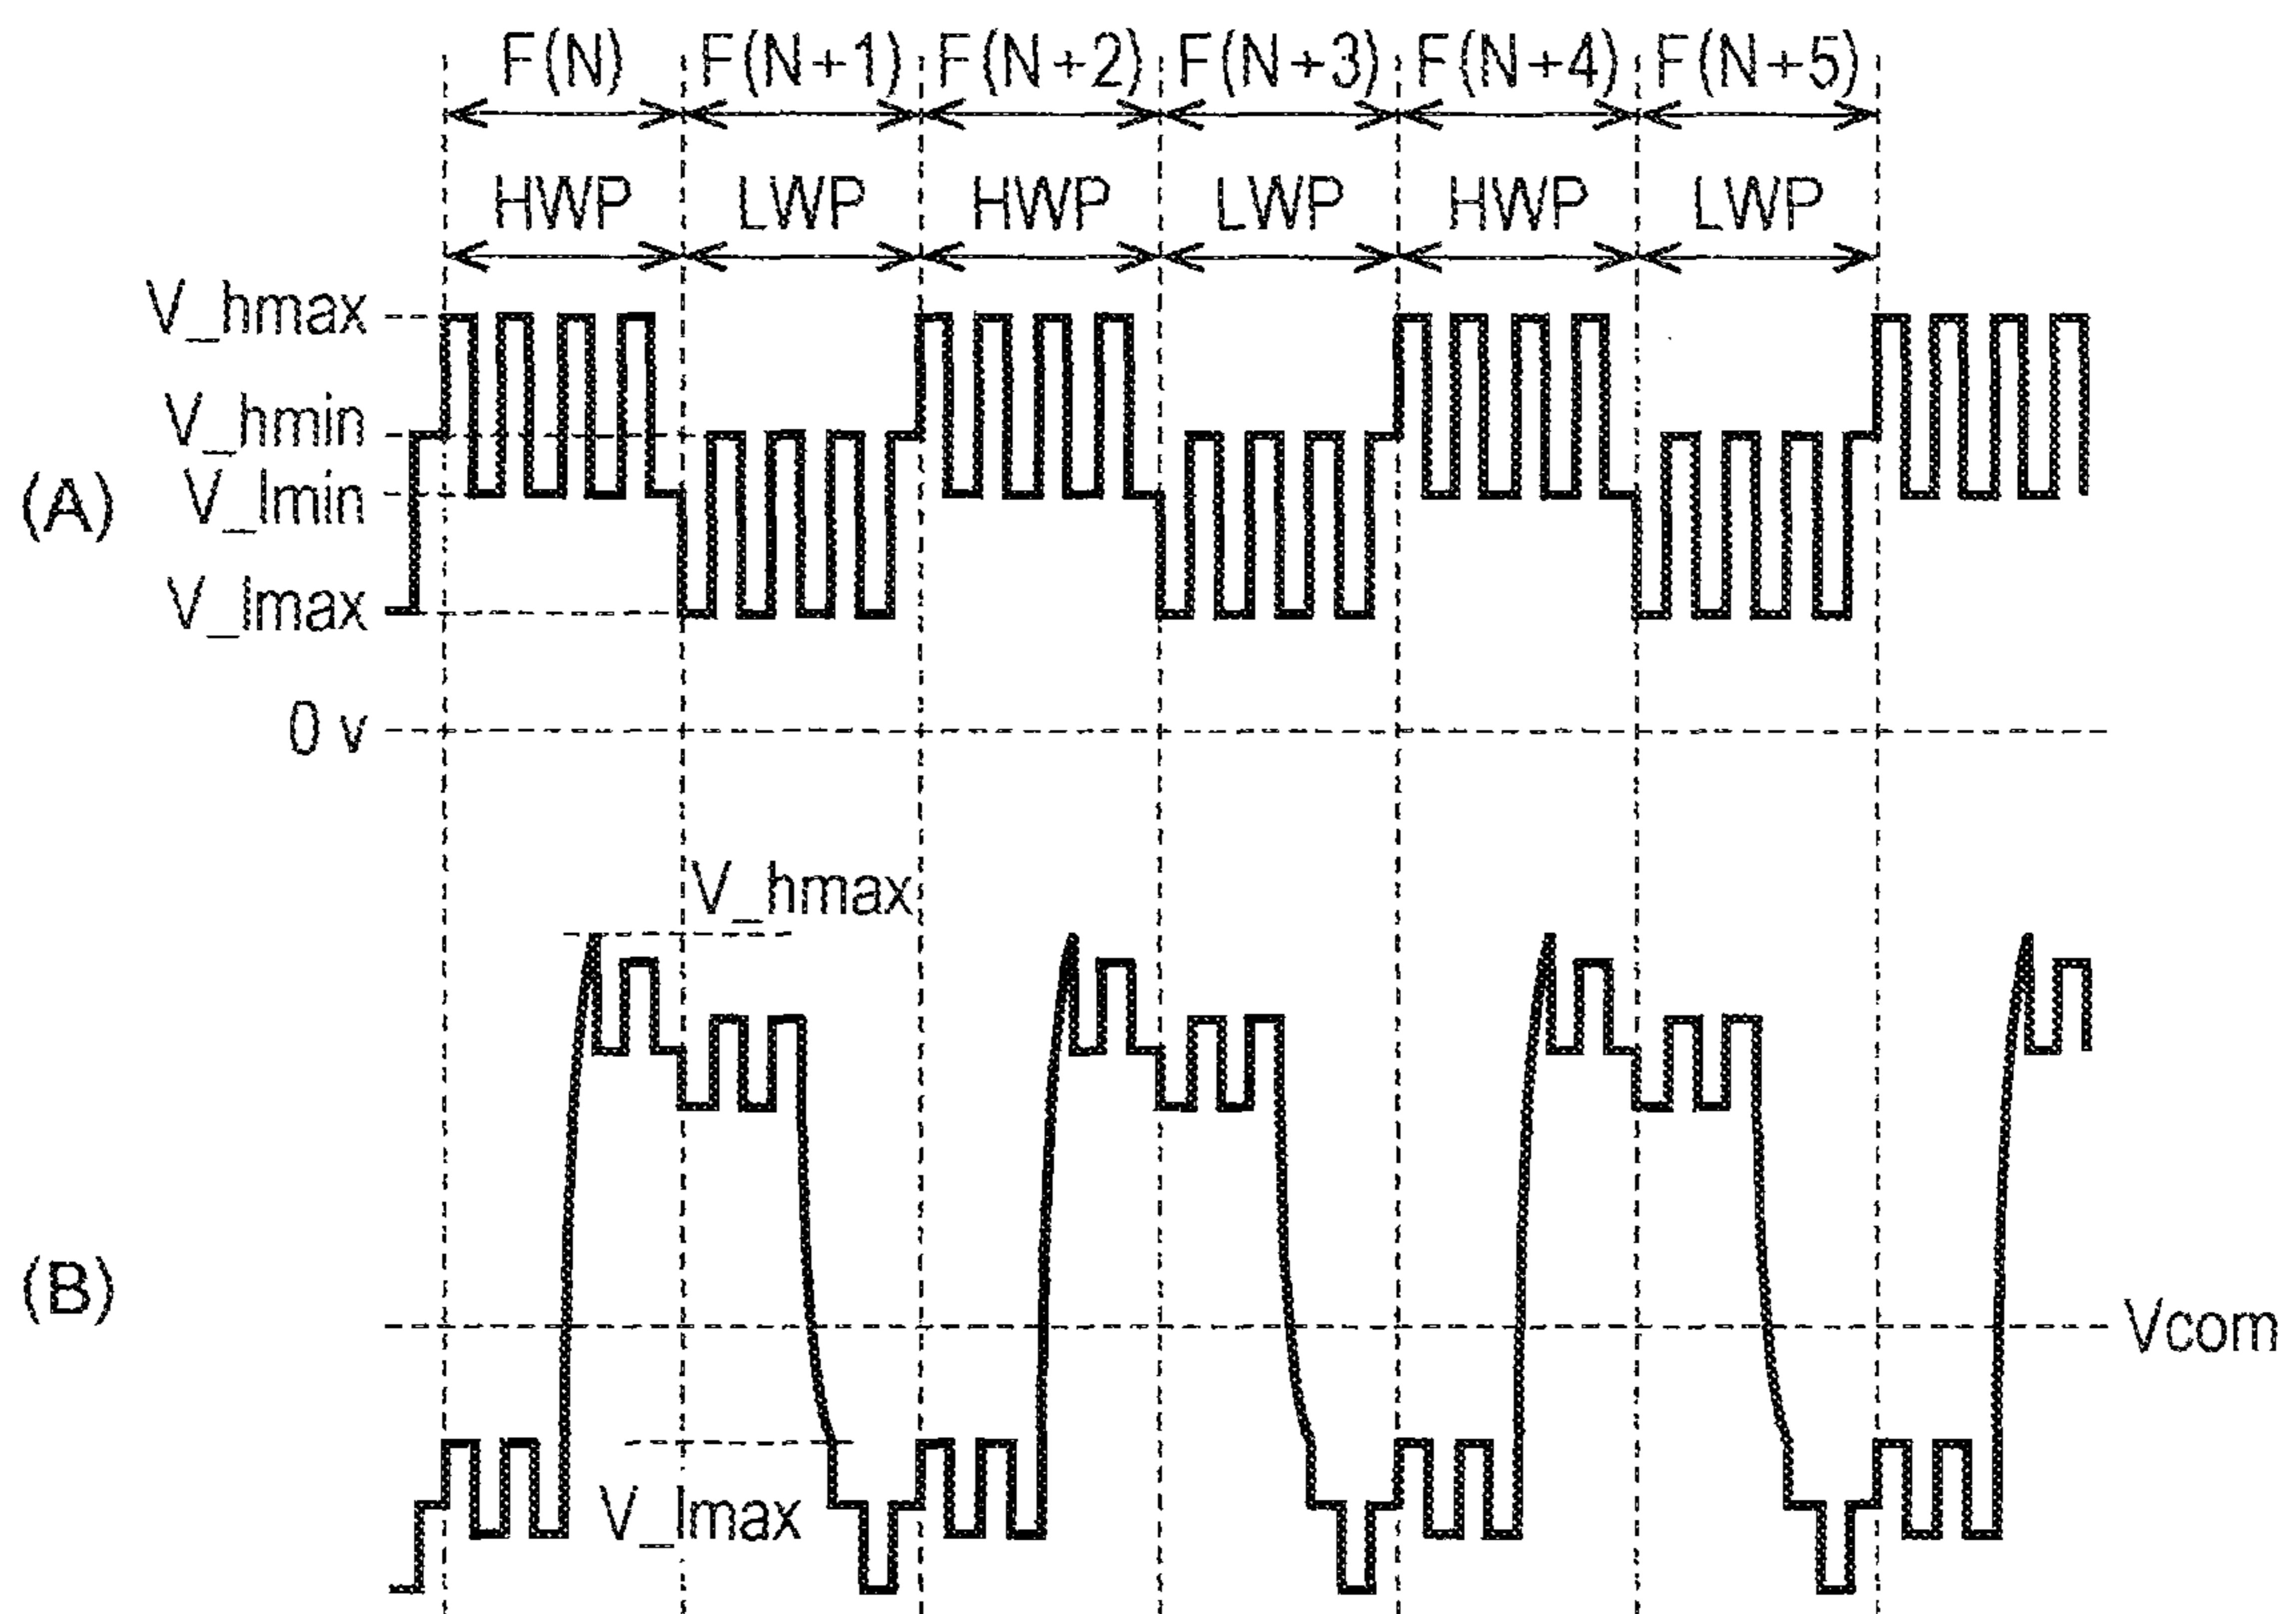 F(N) F(N+1) F(N+2) F(N+3) F(N+4) F(N+5)
HWP LWP HWP LWP HWP LWP
V_hmax
V_hmin
(A)
V_lmin
V_lmax
0 v
V_hmax
(B)
Vcom
V_lmax